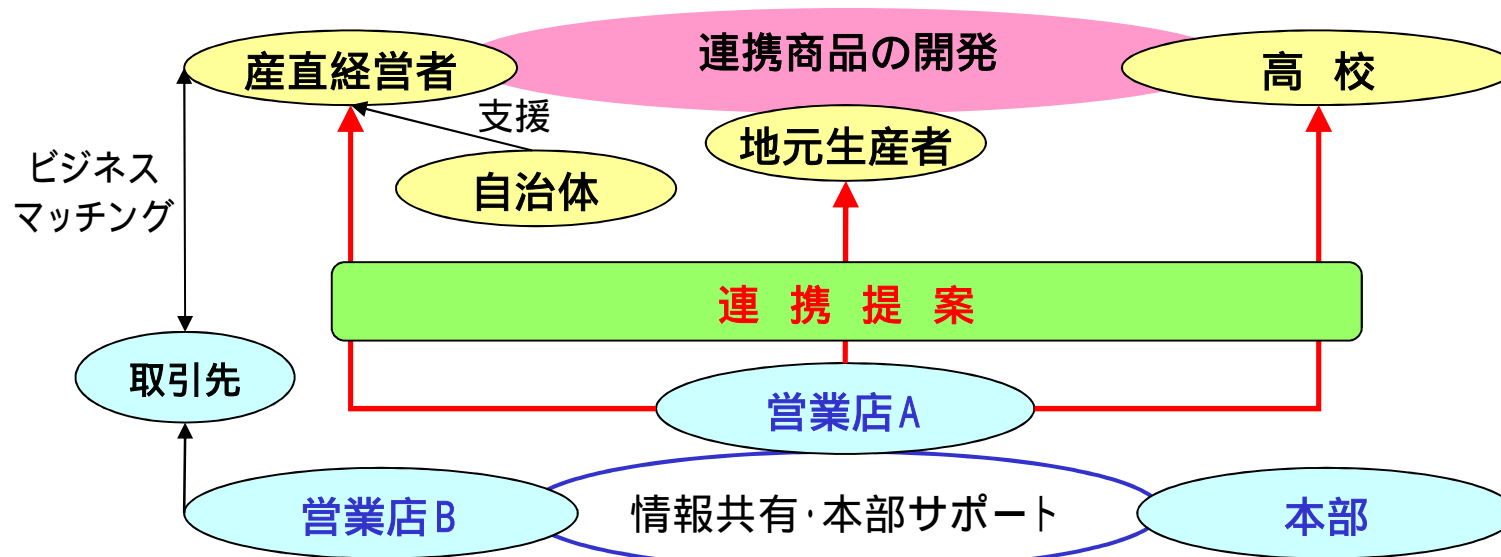 連携商品の開発
産直経営者
高 校
支援
地元生産者
自治体
ビジネス
マッチング
連 携 提 案
取引先
営業店A
営業店B
情報共有・本部サポート
本部